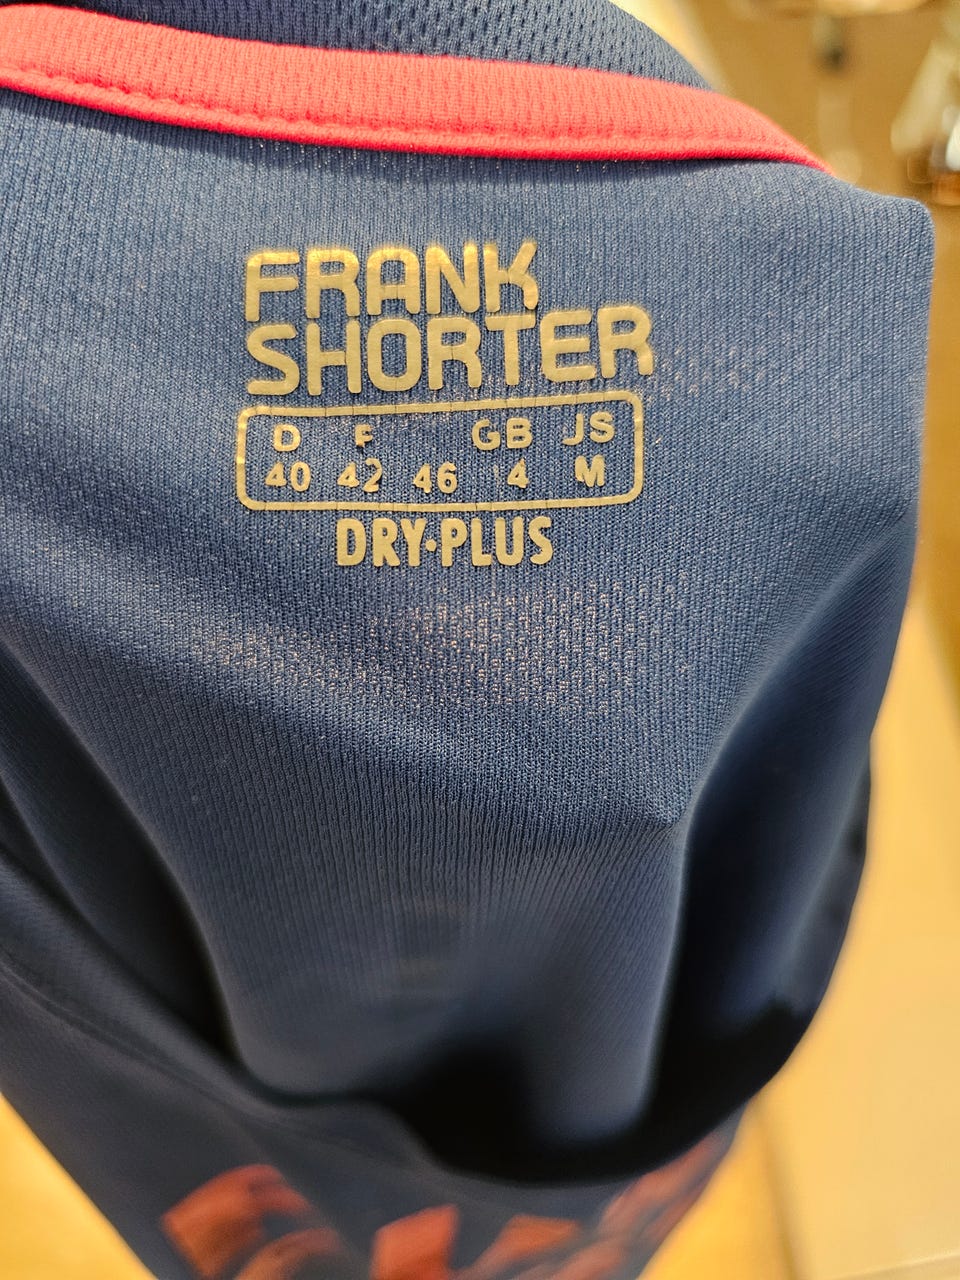 FRANK
SHORTER
D F GB JS
40 42 46 4 M
DRY·PLUS